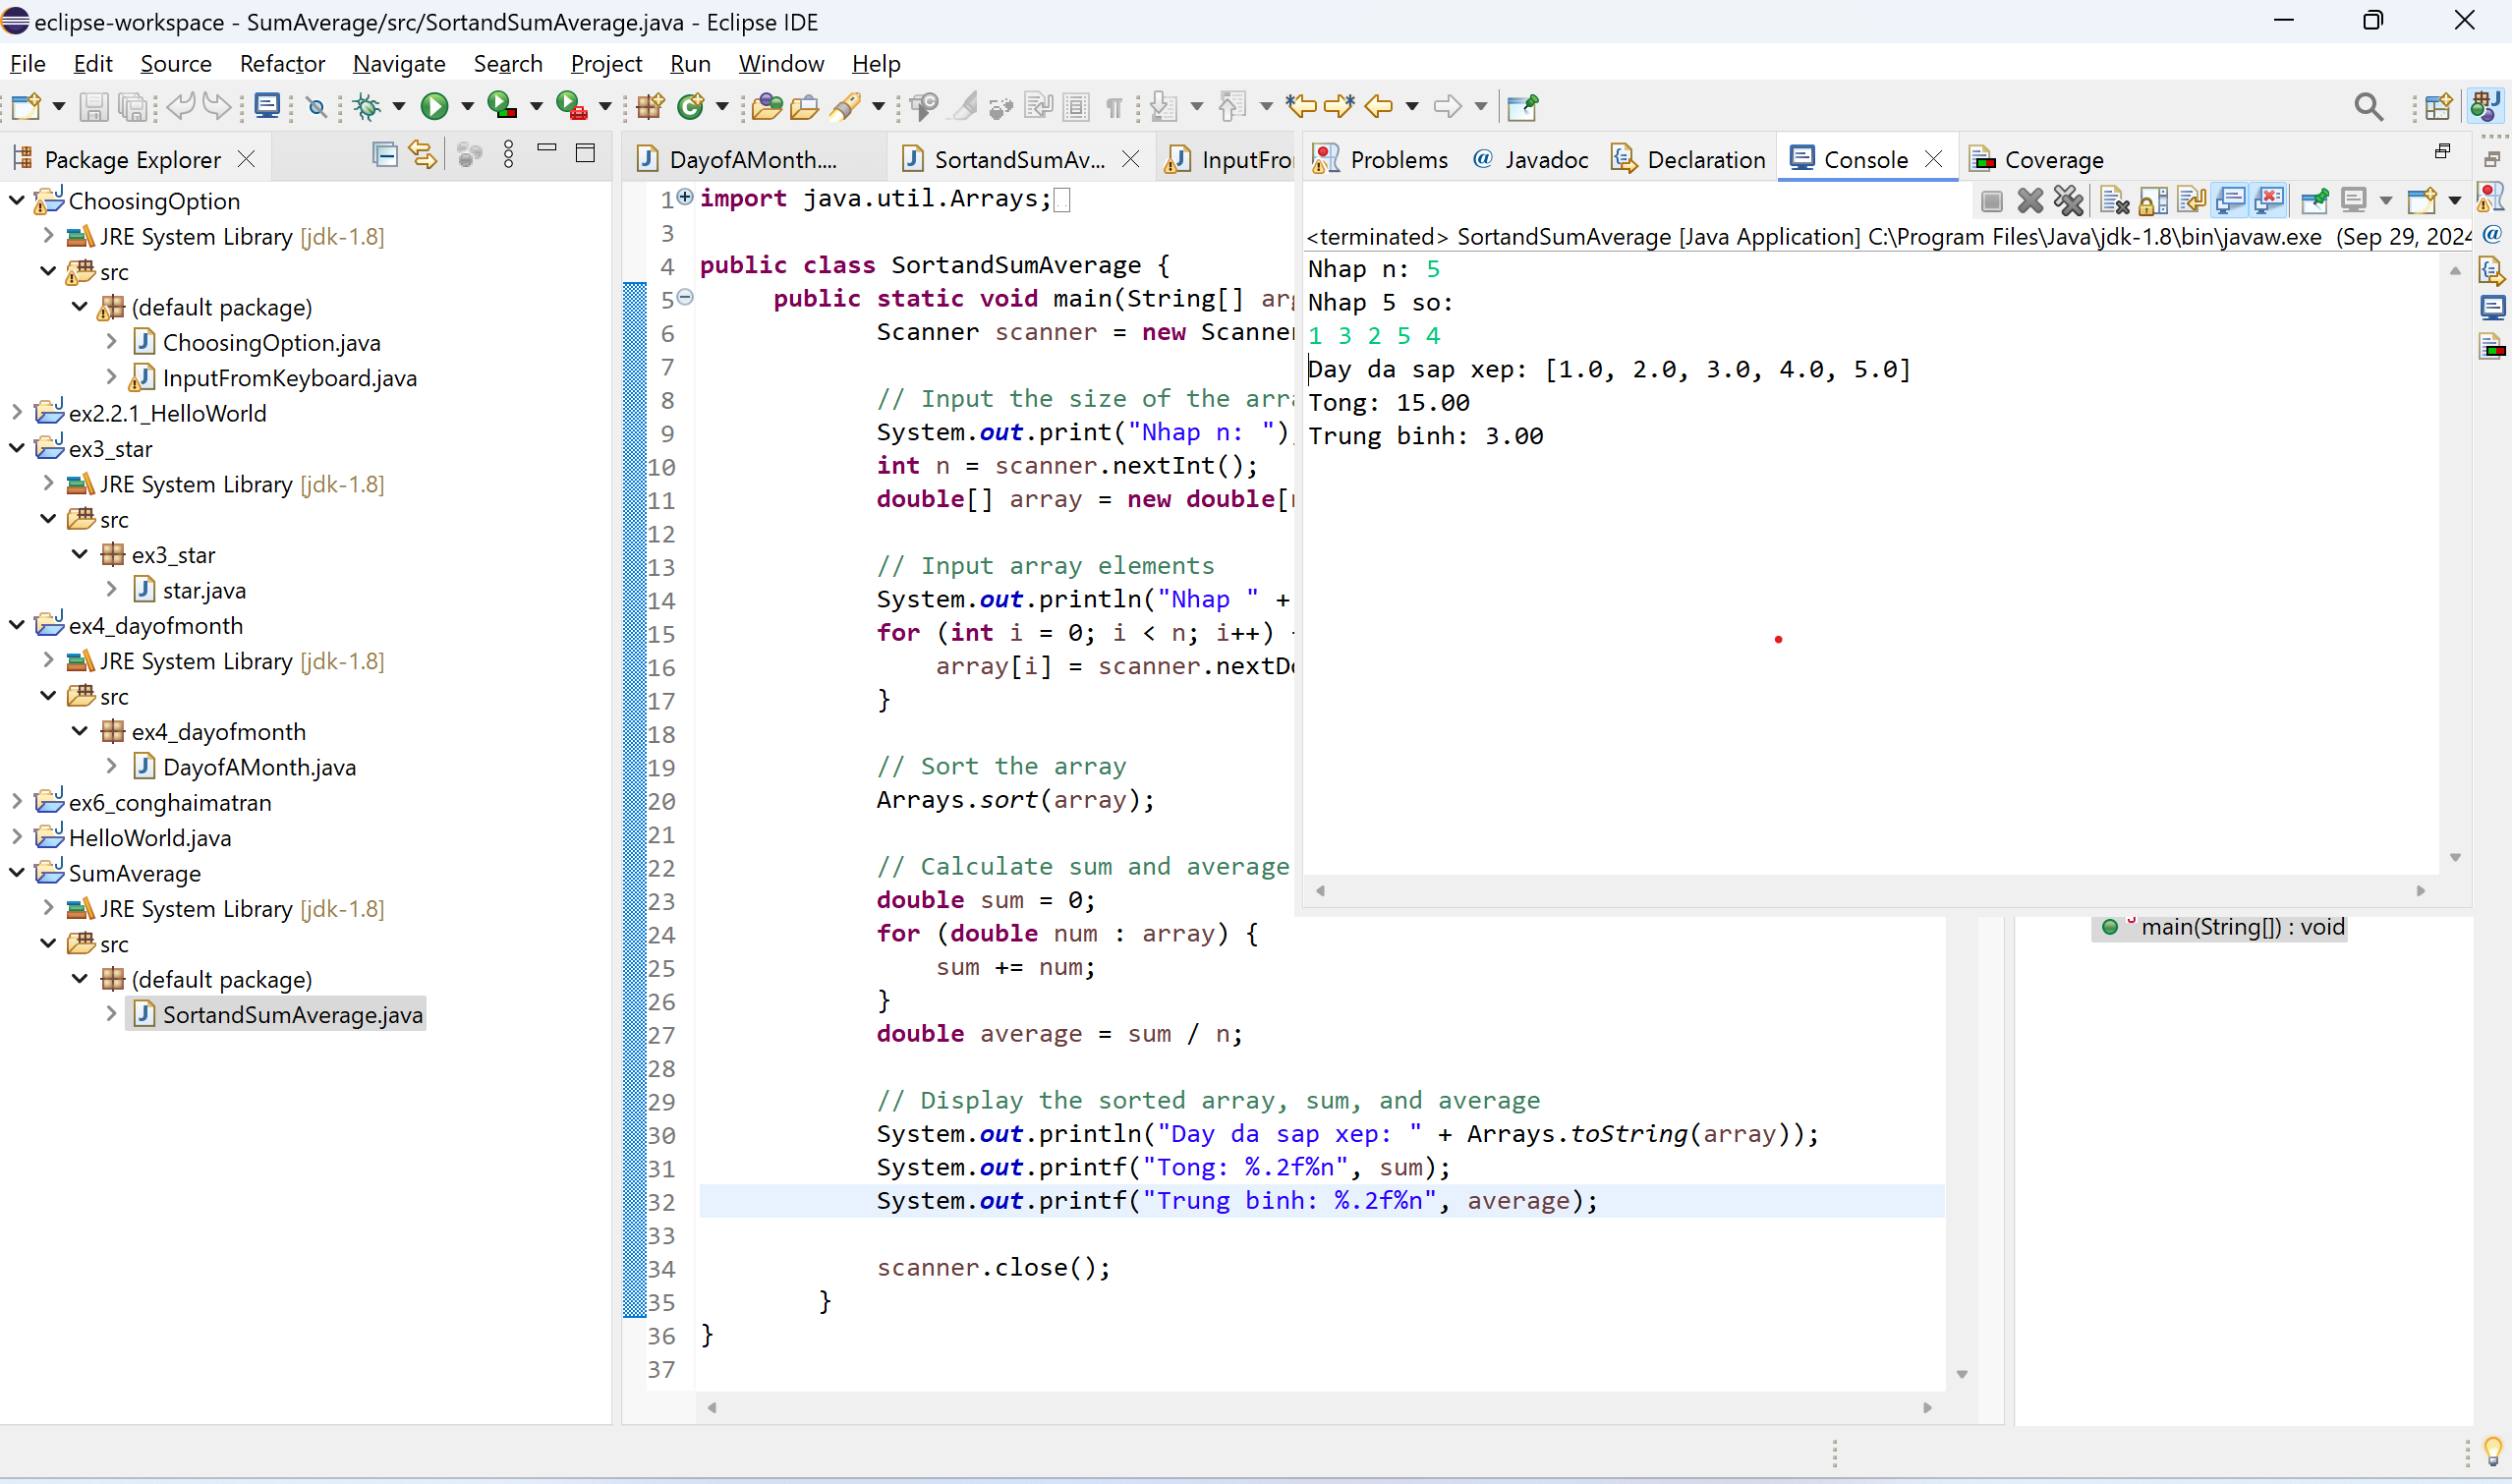 eclipse-workspace - SumAverage/src/SortandSumAverage.java - Eclipse IDE
File Edit Source Refactor Navigate Search Project Run Window Help
Package Explorer
ChoosingOption
JRE System Library [jdk-1.8]
src
(default package)
ChoosingOption.java
InputFromKeyboard.java
ex2.2.1_HelloWorld
ex3_star
JRE System Library [jdk-1.8]
src
ex3_star
star.java
ex4_dayofmonth
JRE System Library [jdk-1.8]
src
ex4_dayofmonth
DayofAMonth.java
ex6_conghaimatran
HelloWorld.java
SumAverage
JRE System Library [jdk-1.8]
src
(default package)
SortandSumAverage.java
DayofAMonth.... SortandSumAv... InputFro
1 import java.util.Arrays;
3
4 public class SortandSumAverage {
5 public static void main(String[] arg
6 Scanner scanner = new Scanner
7
8 // Input the size of the arra
9 System.out.print("Nhap n: ")
10 int n = scanner.nextInt();
11 double[] array = new double[n
12
13 // Input array elements
14 System.out.println("Nhap " +
15 for (int i = 0; i < n; i++)
16 array[i] = scanner.nextDo
17 }
18
19 // Sort the array
20 Arrays.sort(array);
21
22 // Calculate sum and average
23 double sum = 0;
24 for (double num : array) {
25 sum += num;
26 }
27 double average = sum / n;
28
29 // Display the sorted array, sum, and average
30 System.out.println("Day da sap xep: " + Arrays.toString(array));
31 System.out.printf("Tong: %.2f%n", sum);
32 System.out.printf("Trung binh: %.2f%n", average);
33
34 scanner.close();
35 }
36 }
37
Problems @ Javadoc Declaration Console Coverage
<terminated> SortandSumAverage [Java Application] C:\Program Files\Java\jdk-1.8\bin\javaw.exe (Sep 29, 2024
Nhap n: 5
Nhap 5 so:
1 3 2 5 4
Day da sap xep: [1.0, 2.0, 3.0, 4.0, 5.0]
Tong: 15.00
Trung binh: 3.00
main(String[]) : void